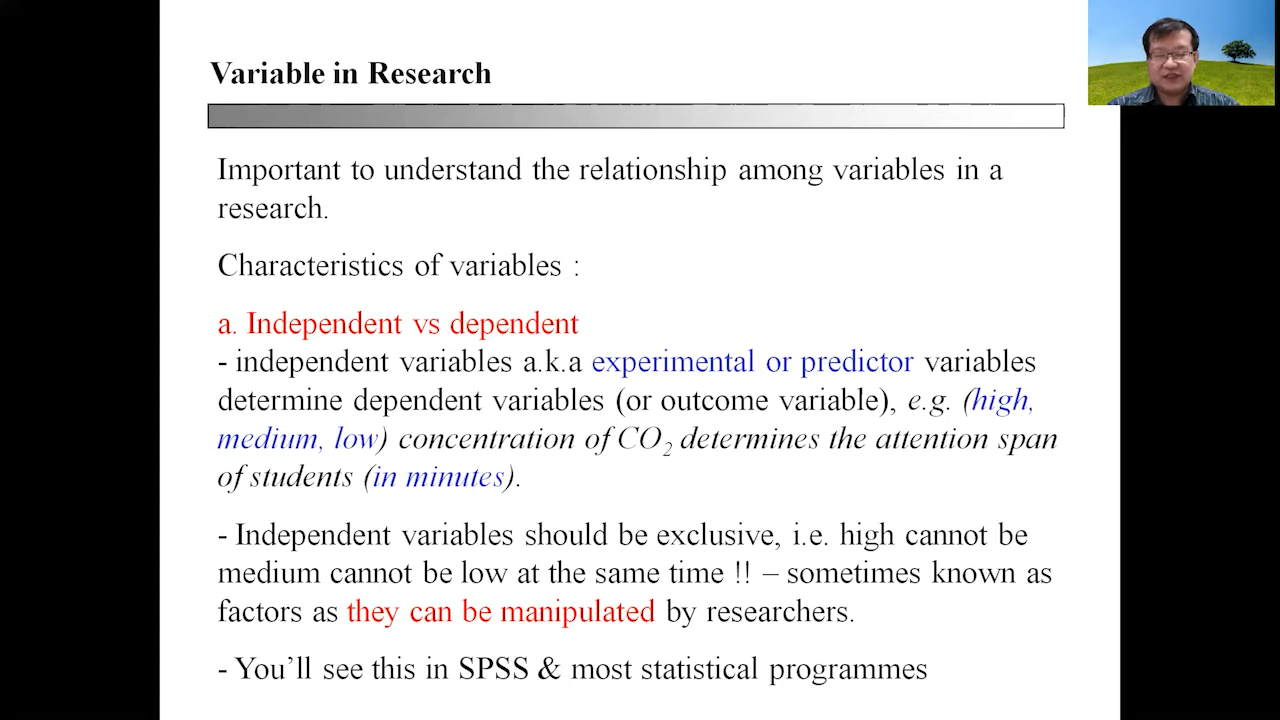 Variable in Research
Important to understand the relationship among variables in a
research.
Characteristics of variables :
a. Independent vs dependent
- independent variables a.k.a experimental or predictor variables
determine dependent variables (or outcome variable), e.g. (high,
medium, low) concentration of CO₂ determines the attention span
of students (in minutes).
- Independent variables should be exclusive, i.e. high cannot be
medium cannot be low at the same time !! – sometimes known as
factors as they can be manipulated by researchers.
- You’ll see this in SPSS & most statistical programmes